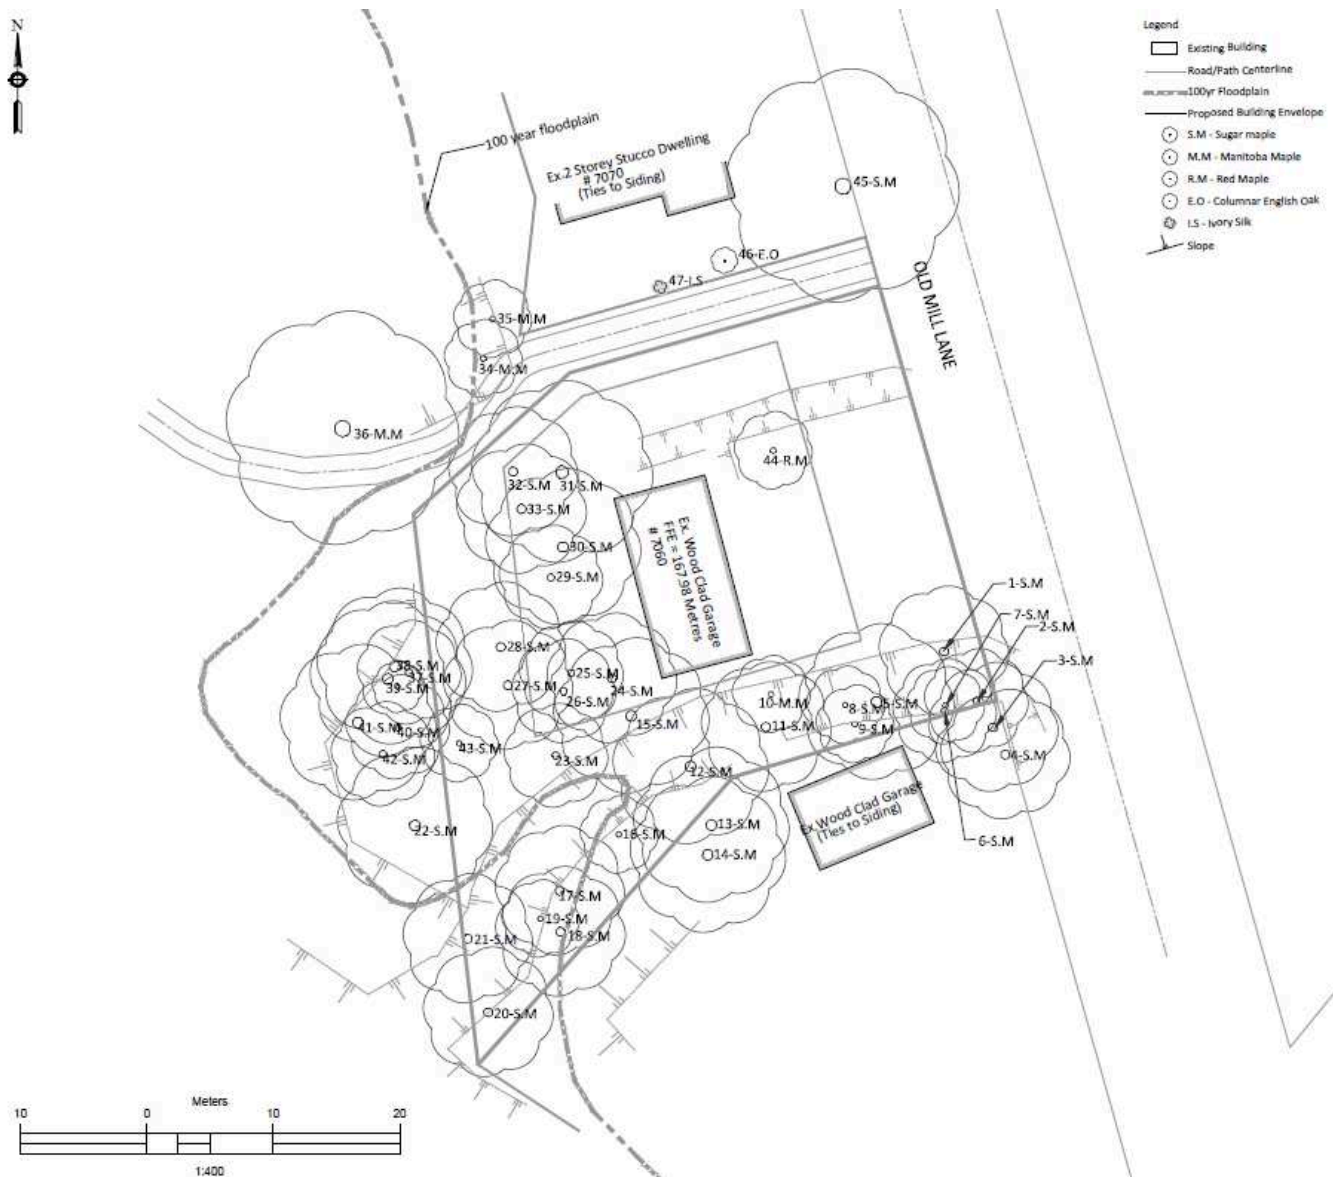 N
Legend
Existing Building
Road/Path Centerline
100yr Floodplain
Proposed Building Envelope
S.M - Sugar maple
M.M - Manitoba Maple
R.M - Red Maple
E.O - Columnar English Oak
I.S - Ivory Silk
Slope
100 year floodplain
Ex.2 Storey Stucco Dwelling
# 7070
(Ties to Siding)
45-S.M
46-E.O
47-I.S
OLD MILL LANE
35-M.M
34-M.M
36-M.M
44-R.M
32-S.M
31-S.M
33-S.M
30-S.M
29-S.M
Ex. Wood Clad Garage
FFE = 167.98 Metres
# 7060
1-S.M
7-S.M
2-S.M
3-S.M
28-S.M
38-S.M
37-S.M
39-S.M
27-S.M
25-S.M
24-S.M
26-S.M
10-M.M
8-S.M
5-S.M
15-S.M
11-S.M
9-S.M
41-S.M
40-S.M
43-S.M
42-S.M
23-S.M
12-S.M
4-S.M
Ex Wood Clad Garage
(Ties to Siding)
22-S.M
16-S.M
13-S.M
14-S.M
6-S.M
17-S.M
19-S.M
18-S.M
21-S.M
20-S.M
Meters
10 0 10 20
1:400